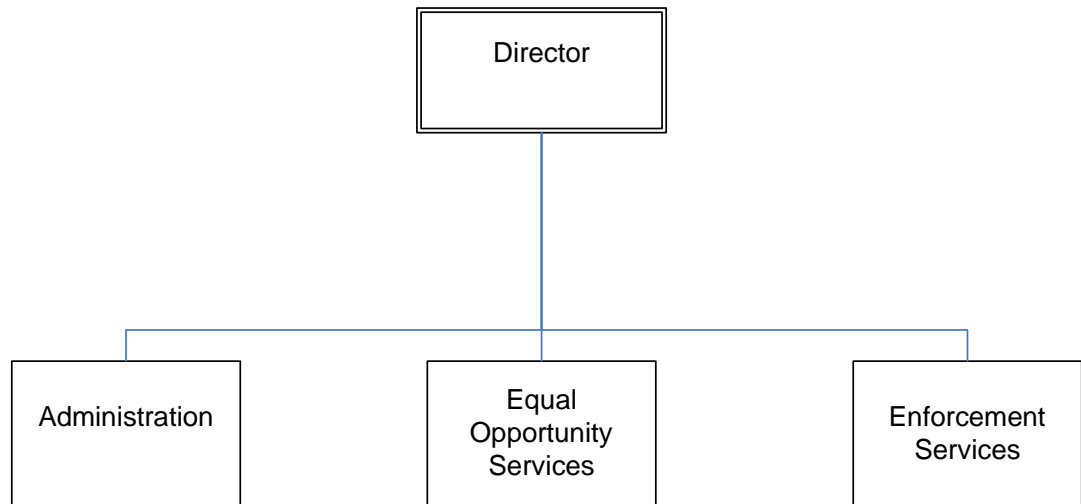 Director
Administration
Equal
Opportunity
Services
Enforcement
Services